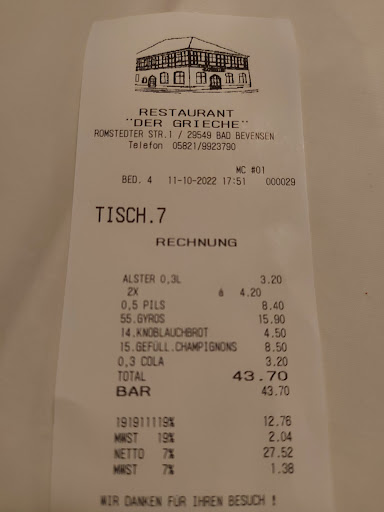 RESTAURANT
"DER GRIECHE"
ROMSTEDTER STR.1 / 29549 BAD BEVENSEN
Telefon 05821/9923790
MC #01
BED. 4 11-10-2022 17:51 000029
TISCH.7
RECHNUNG
ALSTER 0,3L 3.20
2X à 4.20
0,5 PILS 8.40
55.GYROS 15.90
14.KNOBLAUCHBROT 4.50
15.GEFÜLL.CHAMPIGNONS 8.50
0,3 COLA 3.20
TOTAL 43.70
BAR 43.70
191911119% 12.76
MWST 19% 2.04
NETTO 7% 27.52
MWST 7% 1.38
WIR DANKEN FÜR IHREN BESUCH !